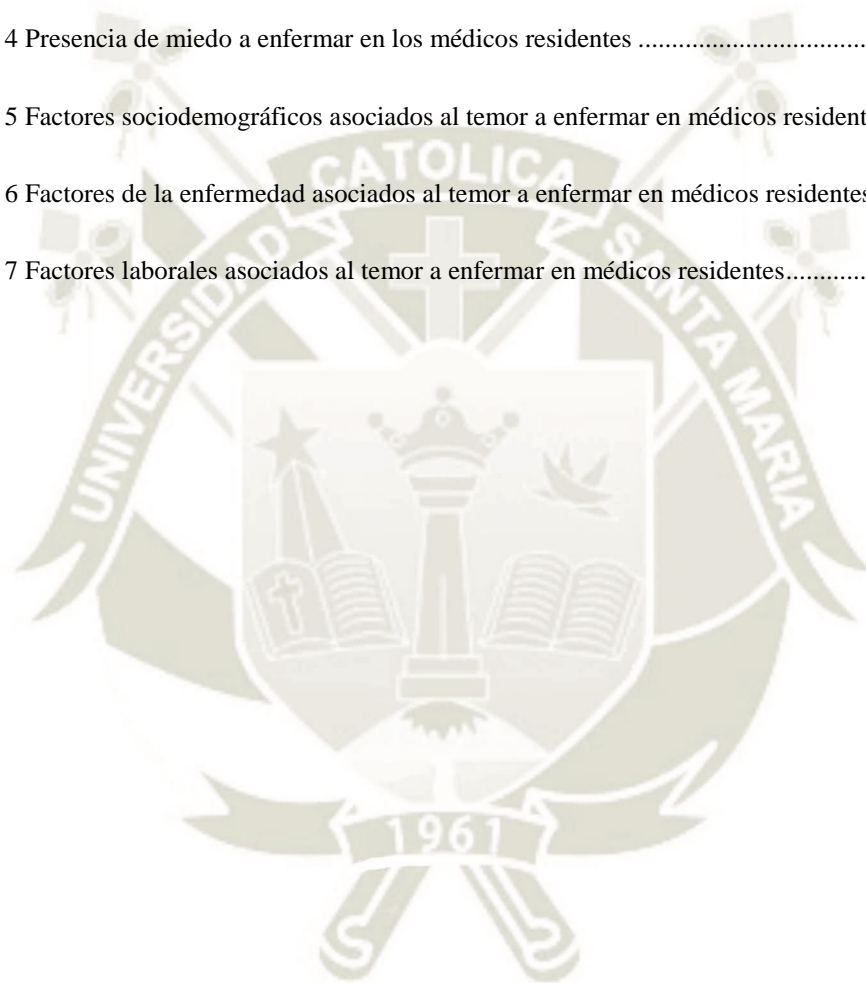 4 Presencia de miedo a enfermar en los médicos residentes ..................................
5 Factores sociodemográficos asociados al temor a enfermar en médicos resident
6 Factores de la enfermedad asociados al temor a enfermar en médicos residentes
7 Factores laborales asociados al temor a enfermar en médicos residentes............
UNIVERSIDAD CATOLICA SANTA MARIA
1961